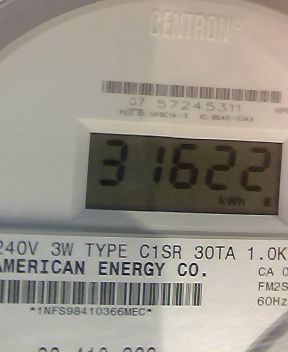 CENTRON®
07 57245311
31622
kWh
240V 3W TYPE C1SR 30TA 1.0K
AMERICAN ENERGY CO.
CA 0
FM2S
60Hz
*1NFS98410366MEC*